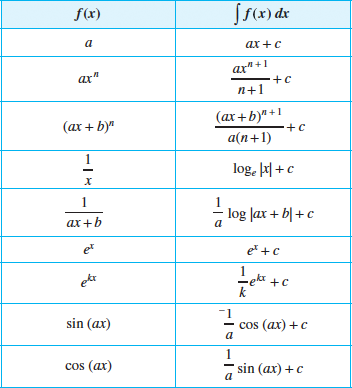 f(x) ∫ f(x) dx
a ax + c
axⁿ axⁿ⁺¹/n+1 + c
(ax + b)ⁿ (ax + b)ⁿ⁺¹/a(n+1) + c
1/x logₑ |x| + c
1/ax+b 1/a log |ax + b| + c
eˣ eˣ + c
eᵏˣ 1/k eᵏˣ + c
sin (ax) ⁻1/a cos (ax) + c
cos (ax) 1/a sin (ax) + c